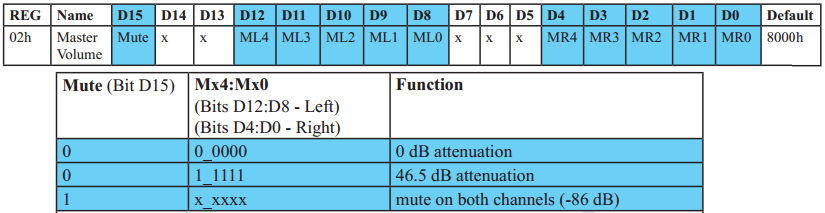 REG Name D15 D14 D13 D12 D11 D10 D9 D8 D7 D6 D5 D4 D3 D2 D1 D0 Default
02h Master Volume Mute x x ML4 ML3 ML2 ML1 ML0 x x x MR4 MR3 MR2 MR1 MR0 8000h
Mute (Bit D15) Mx4:Mx0 Function
(Bits D12:D8 - Left)
(Bits D4:D0 - Right)
0 0_0000 0 dB attenuation
0 1_1111 46.5 dB attenuation
1 x_xxxx mute on both channels (-86 dB)